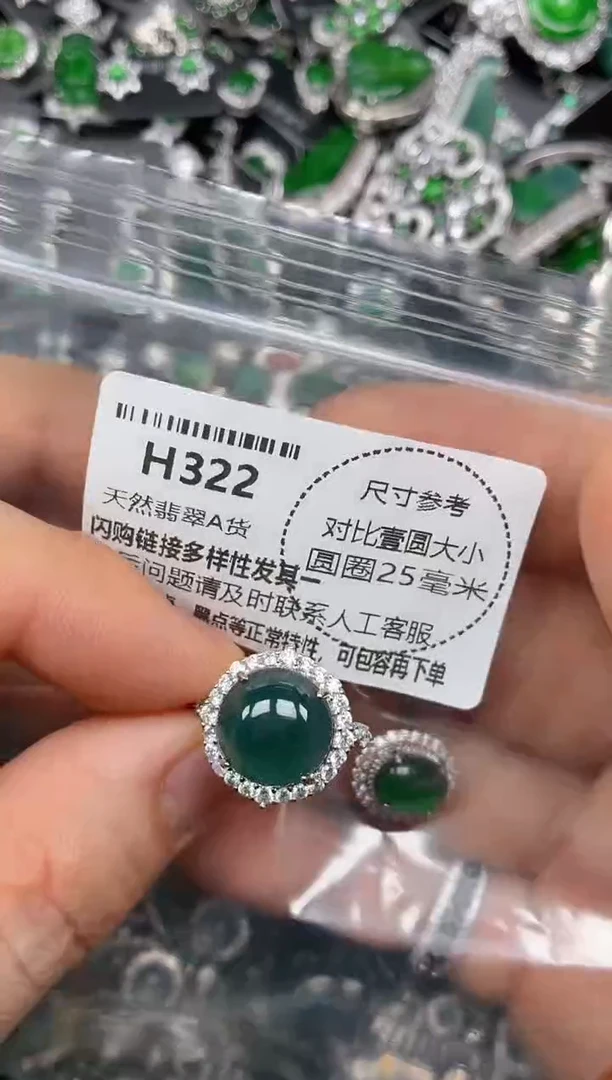 H322
天然翡翠A货
尺寸参考
对比壹圆大小
圆圈25毫米
闪购链接多样性发其一
问题请及时联系人工客服
黑点等正常特性，可包容再下单